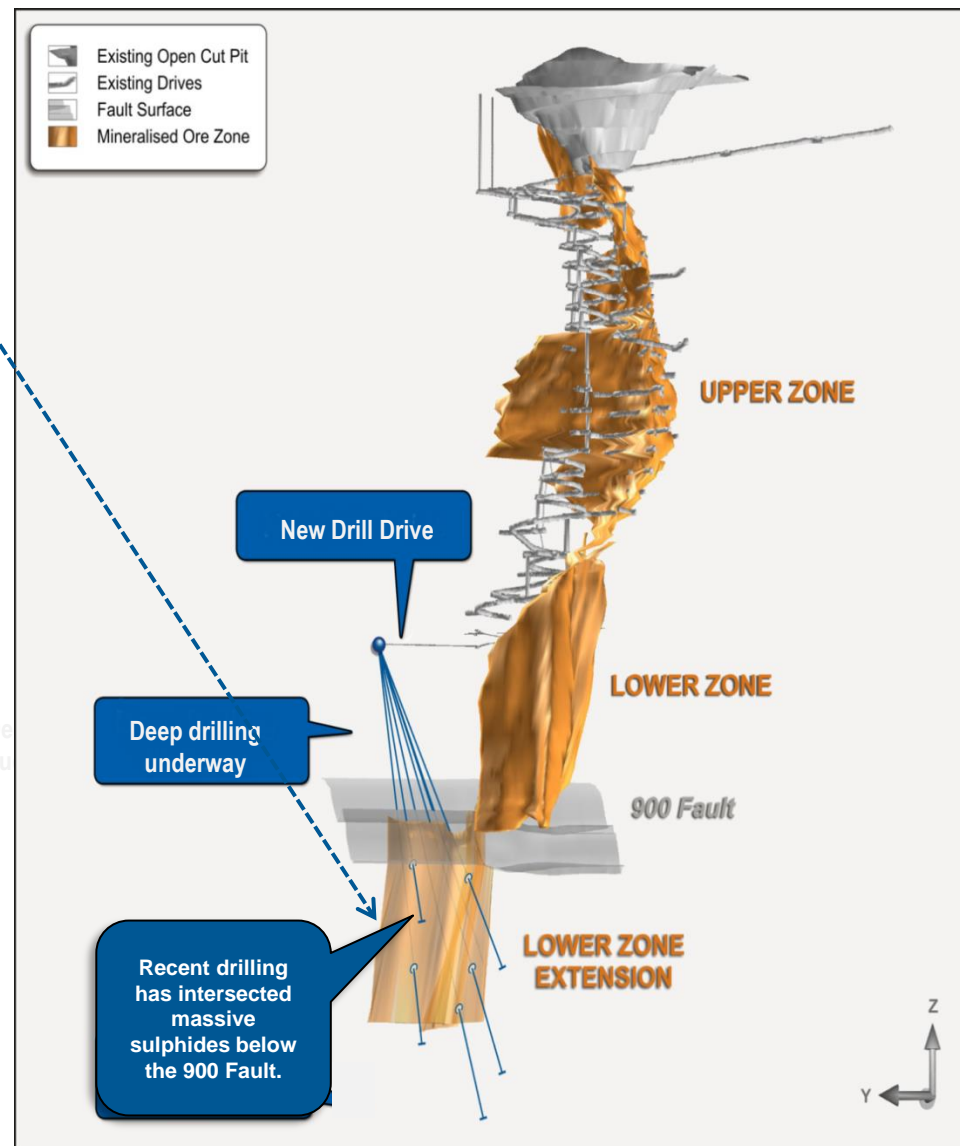 Existing Open Cut Pit
Existing Drives
Fault Surface
Mineralised Ore Zone
UPPER ZONE
New Drill Drive
LOWER ZONE
Deep drilling
underway
900 Fault
LOWER ZONE
EXTENSION
Recent drilling
has intersected
massive
sulphides below
the 900 Fault.
Z
Y